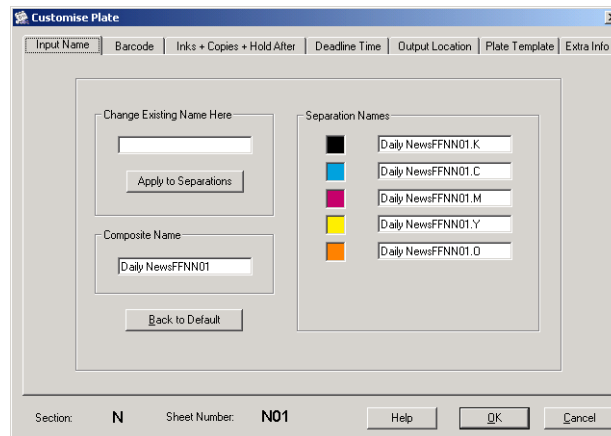 Customise Plate
Input Name Barcode Inks + Copies + Hold After Deadline Time Output Location Plate Template Extra Info
Change Existing Name Here
Apply to Separations
Composite Name
Daily NewsFFNN01
Back to Default
Separation Names
Daily NewsFFNN01.K
Daily NewsFFNN01.C
Daily NewsFFNN01.M
Daily NewsFFNN01.Y
Daily NewsFFNN01.O
Section: N Sheet Number: N01 Help OK Cancel